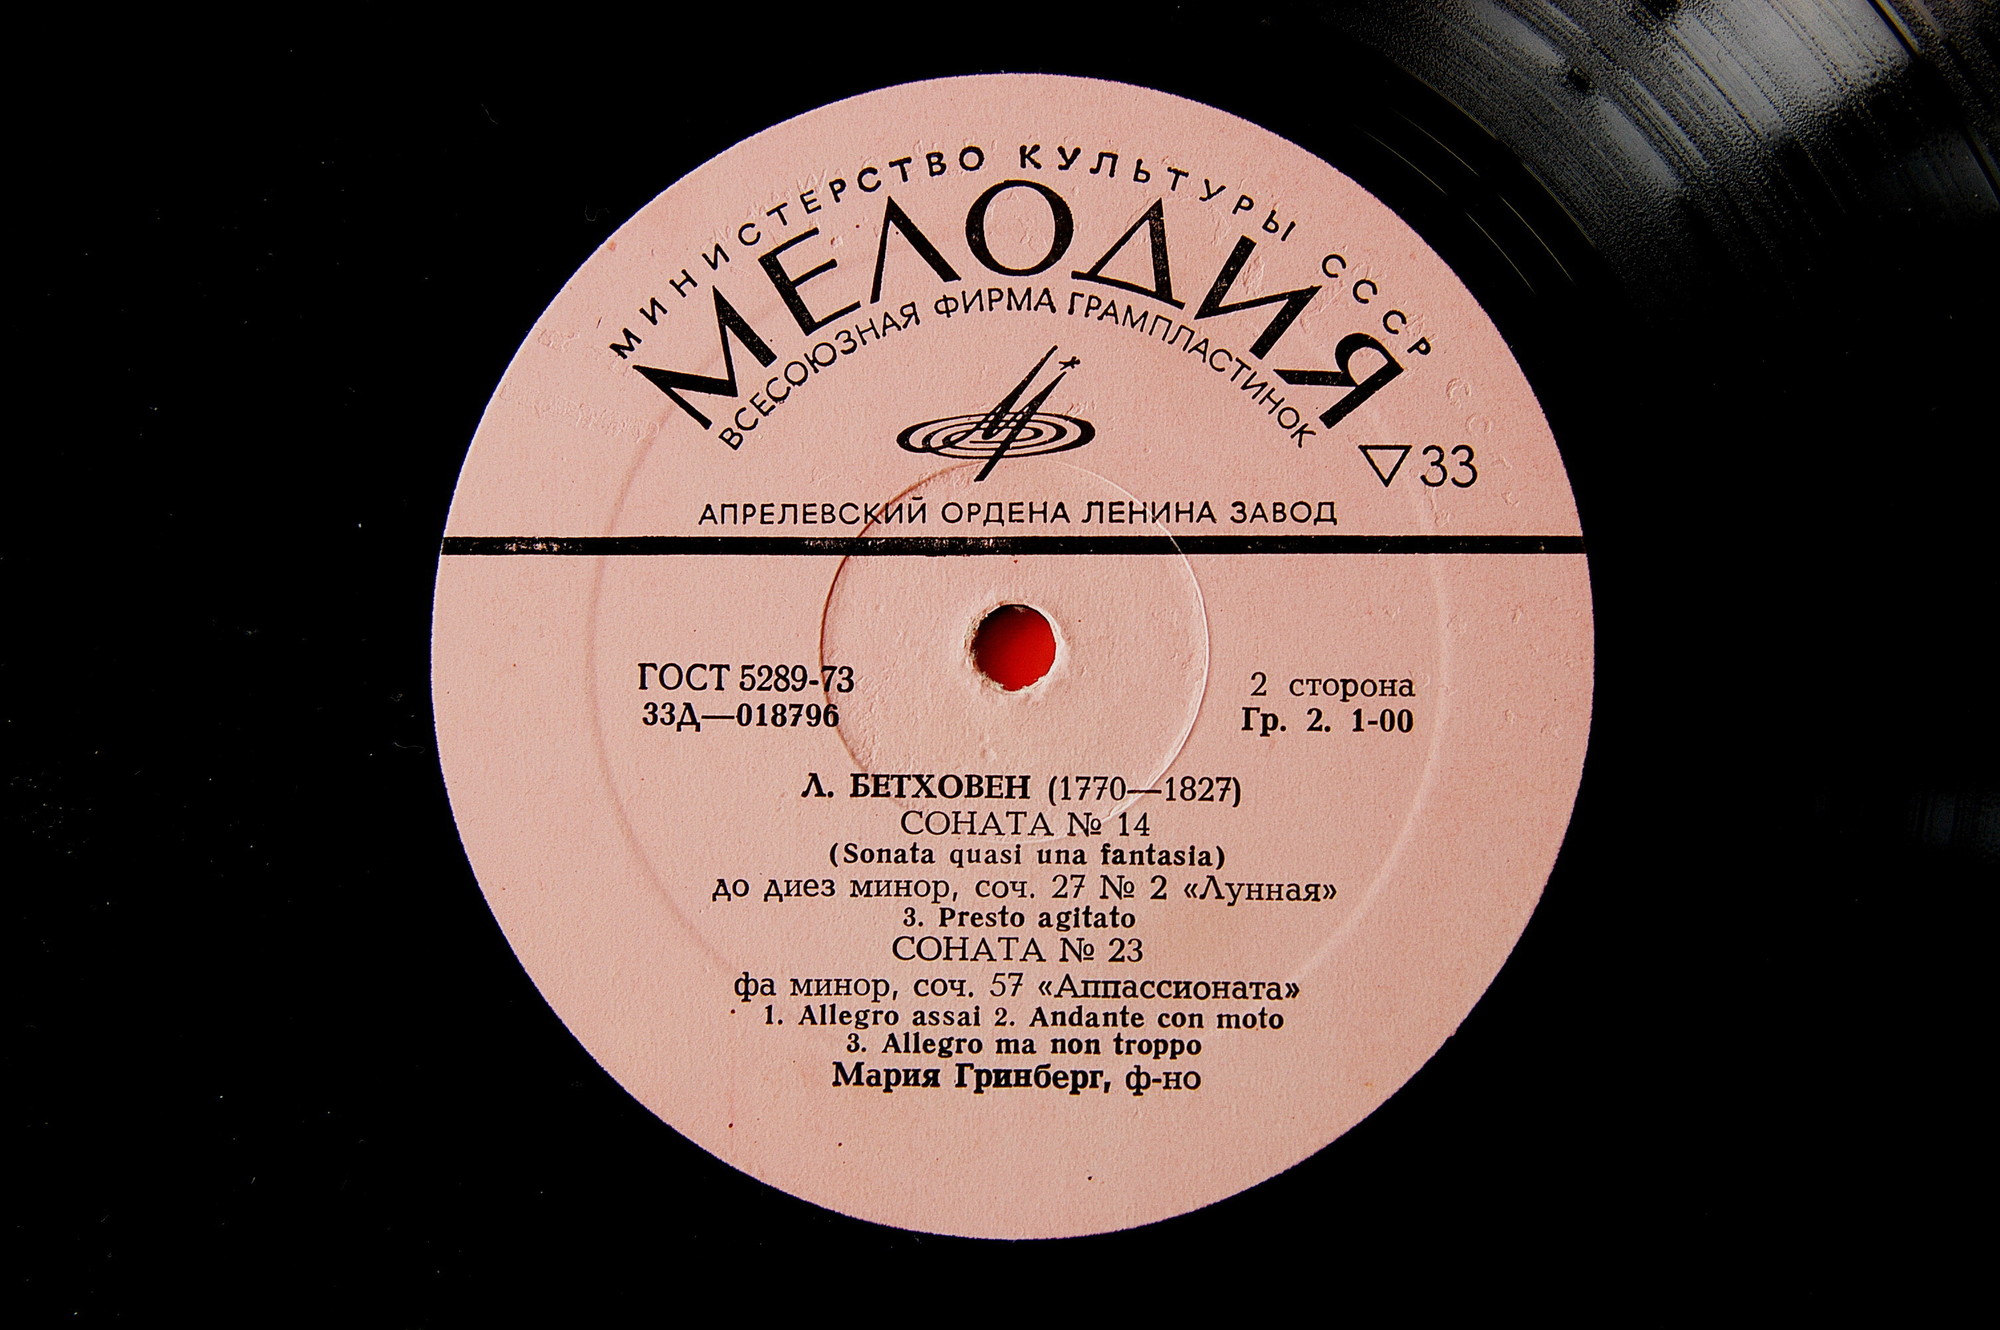 МИНИСТЕРСТВО КУЛЬТУРЫ СССР
МЕЛОДИЯ
ВСЕСОЮЗНАЯ ФИРМА ГРАМПЛАСТИНОК
▽33
АПРЕЛЕВСКИЙ ОРДЕНА ЛЕНИНА ЗАВОД
ГОСТ 5289-73
33Д—018796
2 сторона
Гр. 2. 1-00
Л. БЕТХОВЕН (1770—1827)
СОНАТА № 14
(Sonata quasi una fantasia)
до диез минор, соч. 27 № 2 «Лунная»
3. Presto agitato
СОНАТА № 23
фа минор, соч. 57 «Аппассионата»
1. Allegro assai 2. Andante con moto
3. Allegro ma non troppo
Мария Гринберг, ф-но